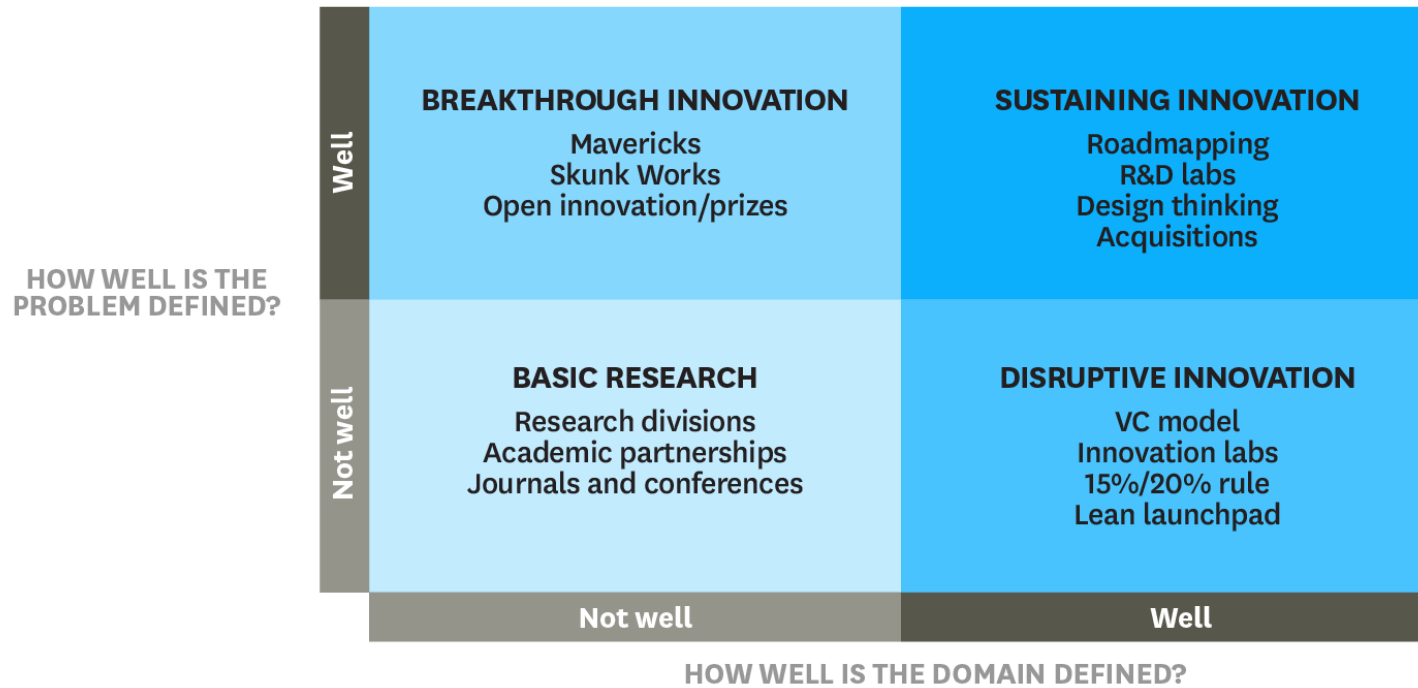 HOW WELL IS THE
PROBLEM DEFINED?
Well
BREAKTHROUGH INNOVATION
Mavericks
Skunk Works
Open innovation/prizes
SUSTAINING INNOVATION
Roadmapping
R&D labs
Design thinking
Acquisitions
Not well
BASIC RESEARCH
Research divisions
Academic partnerships
Journals and conferences
DISRUPTIVE INNOVATION
VC model
Innovation labs
15%/20% rule
Lean launchpad
Not well
Well
HOW WELL IS THE DOMAIN DEFINED?